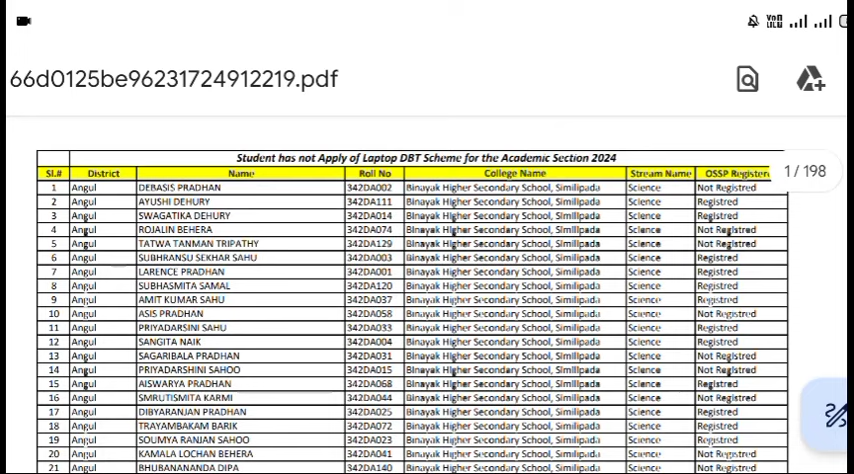 66d0125be96231724912219.pdf
Student has not Apply of Laptop DBT Scheme for the Academic Section 2024
Sl.# District Name Roll No College Name Stream Name OSSP Registered
1 / 198
1 Angul DEBASIS PRADHAN 342DA002 Binayak Higher Secondary School, Similipada Science Not Registred
2 Angul AYUSHI DEHURY 342DA111 Binayak Higher Secondary School, Similipada Science Registred
3 Angul SWAGATIKA DEHURY 342DA014 Binayak Higher Secondary School, Similipada Science Registred
4 Angul ROJALIN BEHERA 342DA074 Binayak Higher Secondary School, Similipada Science Not Registred
5 Angul TATWA TANMAN TRIPATHY 342DA129 Binayak Higher Secondary School, Similipada Science Not Registred
6 Angul SUBHRANSU SEKHAR SAHU 342DA003 Binayak Higher Secondary School, Similipada Science Registred
7 Angul LARENCE PRADHAN 342DA001 Binayak Higher Secondary School, Similipada Science Registred
8 Angul SUBHASMITA SAMAL 342DA120 Binayak Higher Secondary School, Similipada Science Registred
9 Angul AMIT KUMAR SAHU 342DA037 Binayak Higher Secondary School, Similipada Science Registred
10 Angul ASIS PRADHAN 342DA058 Binayak Higher Secondary School, Similipada Science Not Registred
11 Angul PRIYADARSINI SAHU 342DA033 Binayak Higher Secondary School, Similipada Science Registred
12 Angul SANGITA NAIK 342DA004 Binayak Higher Secondary School, Similipada Science Registred
13 Angul SAGARIBALA PRADHAN 342DA031 Binayak Higher Secondary School, Similipada Science Not Registred
14 Angul PRIYADARSHINI SAHOO 342DA015 Binayak Higher Secondary School, Similipada Science Not Registred
15 Angul AISWARYA PRADHAN 342DA068 Binayak Higher Secondary School, Similipada Science Registred
16 Angul SMRUTISMITA KARMI 342DA044 Binayak Higher Secondary School, Similipada Science Not Registred
17 Angul DIBYARANJAN PRADHAN 342DA025 Binayak Higher Secondary School, Similipada Science Registred
18 Angul TRAYAMBAKAM BARIK 342DA072 Binayak Higher Secondary School, Similipada Science Registred
19 Angul SOUMYA RANJAN SAHOO 342DA023 Binayak Higher Secondary School, Similipada Science Registred
20 Angul KAMALA LOCHAN BEHERA 342DA041 Binayak Higher Secondary School, Similipada Science Not Registred
21 Angul BHUBANANANDA DIPA 342DA140 Binayak Higher Secondary School, Similipada Science Not Registred